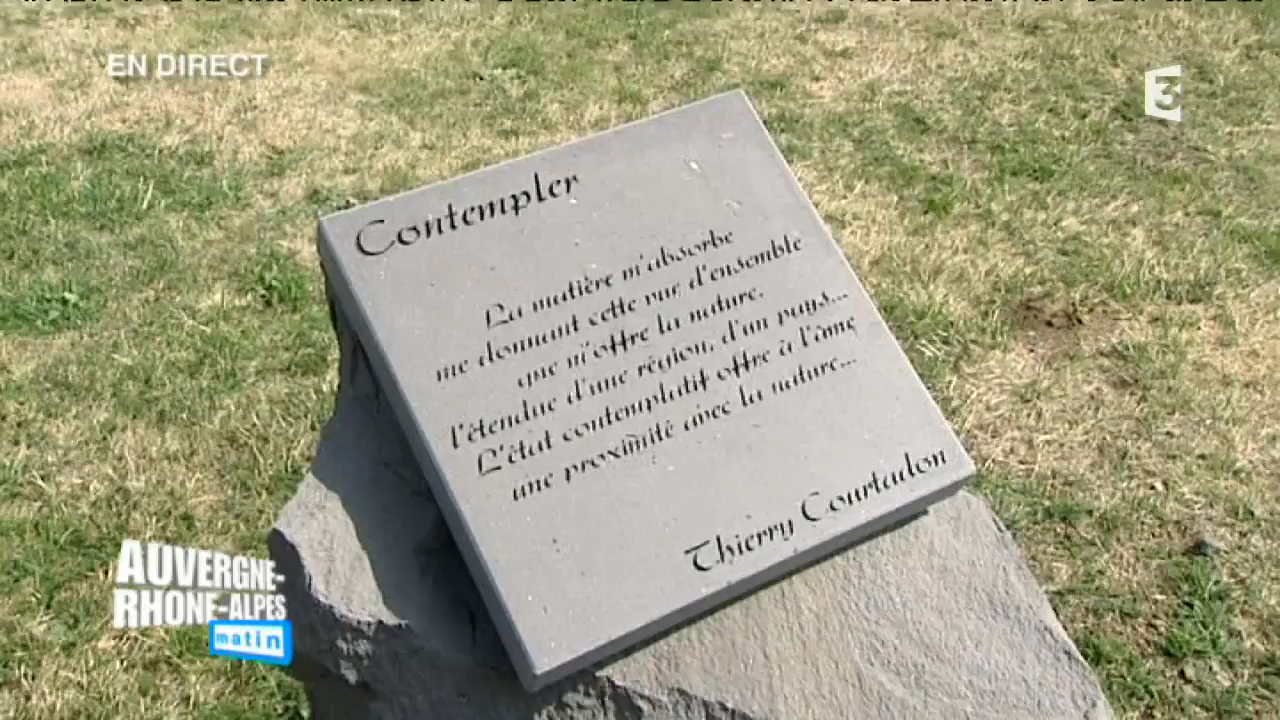 EN DIRECT
3
Contempler
La matière m'absorbe
me donnant cette vue d'ensemble
que m'offre la nature,
l'étendue d'une région, d'un pays...
L'état contemplatif offre à l'âme
une proximité avec la nature...
Thierry Courtadon
AUVERGNE-
RHONE-ALPES
matin